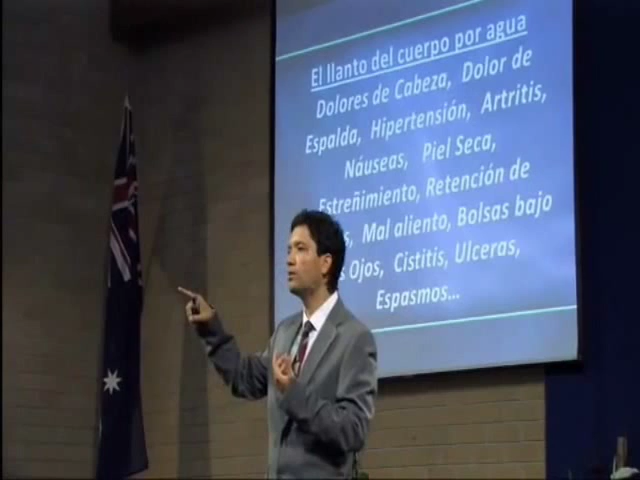 El llanto del cuerpo por agua
Dolores de Cabeza, Dolor de
Espalda, Hipertensión, Artritis,
Náuseas, Piel Seca,
Estreñimiento, Retención de
Mal aliento, Bolsas bajo
Ojos, Cistitis, Ulceras,
Espasmos...